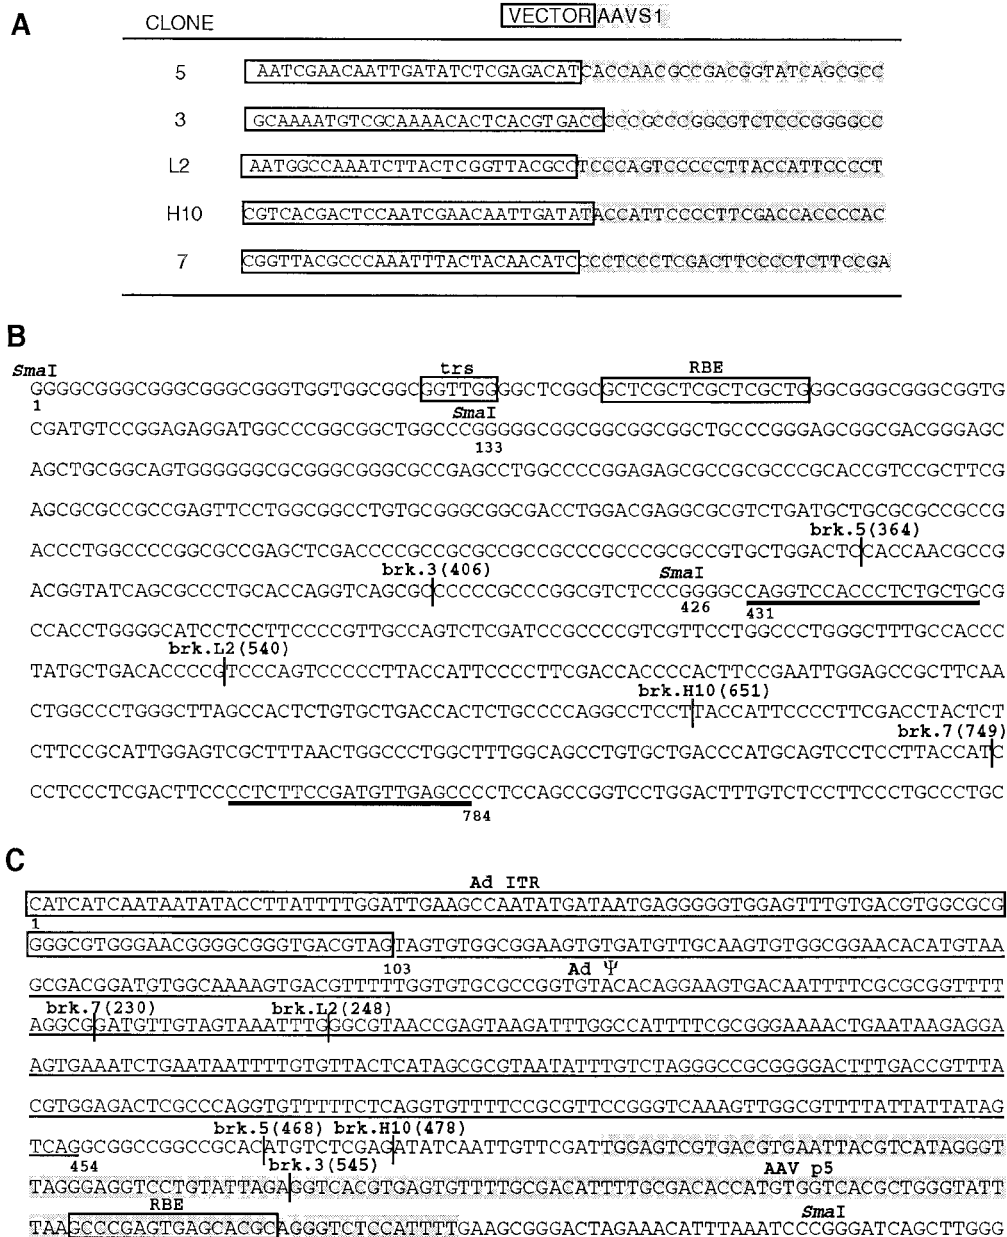 A
CLONE
VECTOR AAVS1
5 AATCGAACAATTGATATCTCGAGACATCACCAACGCCGACGGTATCAGCGCC
3 GCAAAATGTCGCAAAACACTCACGTGACCCCCGCCCGGCGTCTCCCGGGGCC
L2 AATGGCCAAATCTTACTCGGTTACGCCTCCCAGTCCCCCTTACCATTCCCCT
H10 CGTCACGACTCCAATCGAACAATTGATATACCATTCCCCTTCGACCACCCCAC
7 CGGTTACGCCCAAATTTACTACAACATCCCCTCCCTCGACTTCCCCTCTTCCGA
B
SmaI trs RBE
GGGGCGGGCGGGCGGGCGGGTGGTGGCGGCGGTTGGGGCTCGGCGCTCGCTCGCTCGCTGGGCGGGCGGGCGGTG
1 SmaI
CGATGTCCGGAGAGGATGGCCCGGCGGCTGGCCCGGGGGCGGCGGCGGCGGCTGCCCGGGAGCGGCGACGGGAGC
133
AGCTGCGGCAGTGGGGGGCGCGGGCGGGCGCCGAGCCTGGCCCCGGAGAGCGCCGCGCCCGCACCGTCCGCTTCG
AGCGCGCCGCCGAGTTCCTGGCGGCCTGTGCGGGCGGCGACCTGGACGAGGCGCGTCTGATGCTGCGCGCCGCCG
brk.5(364)
ACCCTGGCCCCGGCGCCGAGCTCGACCCCGCCGCGCCGCCGCCGCCCGCCCGCGCCGTGCTGGACTCCACCAACGCCG
brk.3(406) SmaI
ACGGTATCAGCGCCCTGCACCAGGTCAGCGCCCCCCGCCCGGCGTCTCCCGGGGCCAGGTCCACCCTCTGCTGCG
426 431
CCACCTGGGGCATCCTCCTTCCCCGTTGCCAGTCTCGATCCGCCCCGTCGTTCCTGGCCCTGGGCTTTGCCACCC
brk.L2(540)
TATGCTGACACCCCGTCCCAGTCCCCCTTACCATTCCCCTTCGACCACCCCACTTCCGAATTGGAGCCGCTTCAA
brk.H10(651)
CTGGCCCTGGGCTTAGCCACTCTGTGCTGACCACTCTGCCCCAGGCCTCCTTACCATTCCCCTTCGACCTACTCT
brk.7(749)
CTTCCGCATTGGAGTCGCTTTAACTGGCCCTGGCTTTGGCAGCCTGTGCTGACCCATGCAGTCCTCCTTACCATC
CCTCCCTCGACTTCCCCTCTTCCGATGTTGAGCCCCTCCAGCCGGTCCTGGACTTTGTCTCCTTCCCTGCCCTGC
784
C
Ad ITR
CATCATCAATAATATACCTTATTTTGGATTGAAGCCAATATGATAATGAGGGGGTGGAGTTTGTGACGTGGCGCG
1
GGGCGTGGGAACGGGGCGGGTGACGTAGTAGTGTGGCGGAAGTGTGATGTTGCAAGTGTGGCGGAACACATGTAA
103 Ad Ψ
GCGACGGATGTGGCAAAAGTGACGTTTTTGGTGTGCGCCGGTGTACACAGGAAGTGACAATTTTCGCGCGGTTTT
brk.7(230) brk.L2(248)
AGGCGGATGTTGTAGTAAATTTGGGCGTAACCGAGTAAGATTTGGCCATTTTCGCGGGAAAACTGAATAAGAGGA
AGTGAAATCTGAATAATTTTGTGTTACTCATAGCGCGTAATATTTGTCTAGGGCCGCGGGGACTTTGACCGTTTA
CGTGGAGACTCGCCCAGGTGTTTTTCTCAGGTGTTTTCCGCGTTCCGGGTCAAAGTTGGCGTTTTATTATTATAG
brk.5(468) brk.H10(478)
TCAGGCGGCCGGCCGCACATGTCTCGAGATATCAATTGTTCGATTGGAGTCGTGACGTGAATTACGTCATAGGGT
454 brk.3(545) AAV p5
TAGGGAGGTCCTGTATTAGAGGTCACGTGAGTGTTTTGCGACATTTTGCGACACCATGTGGTCACGCTGGGTATT
RBE SmaI
TAAGCCCGAGTGAGCACGCAGGGTCTCCATTTTGAAGCGGGACTAGAAACATTTAAATCCCGGGATCAGCTTGGG